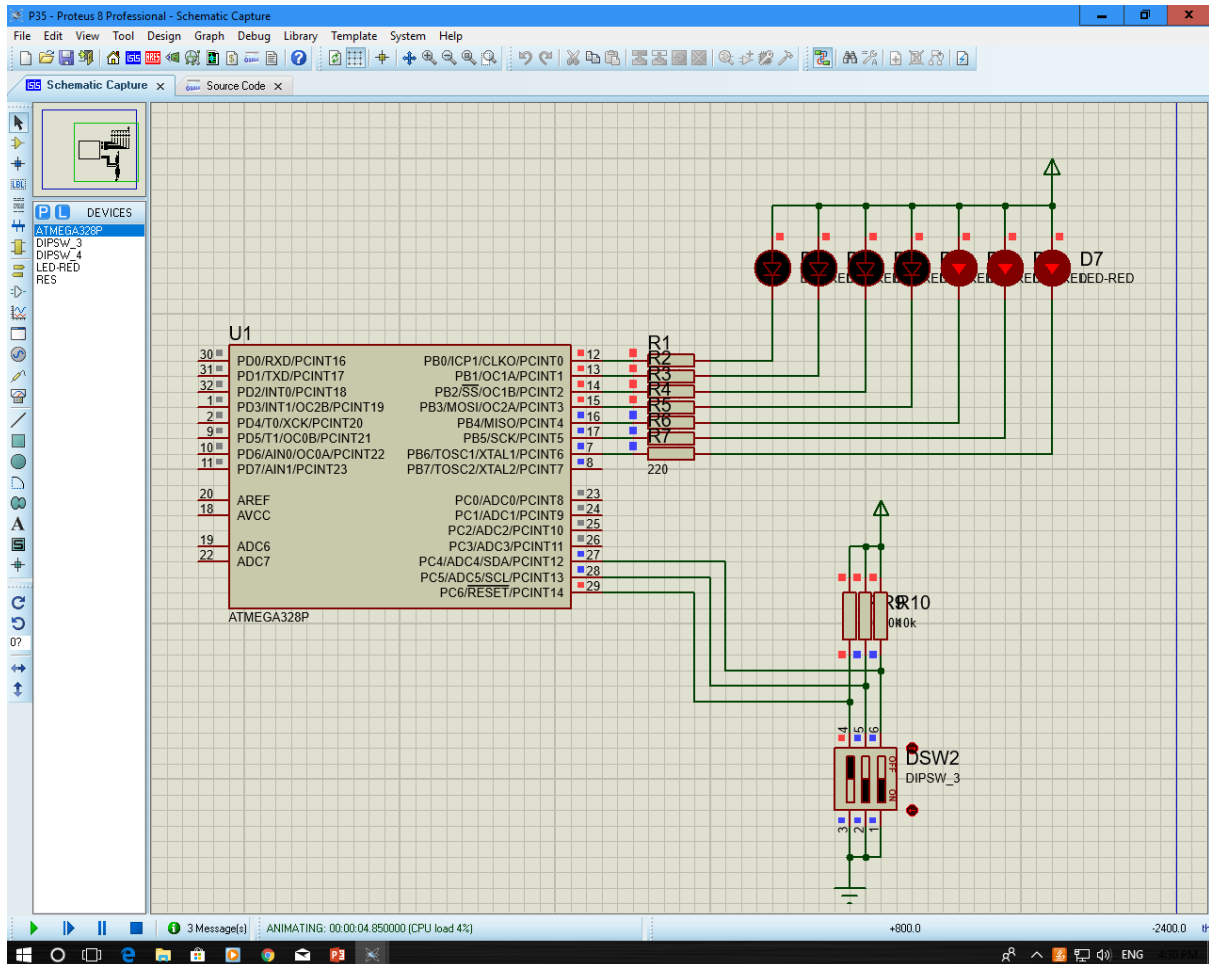 P35 - Proteus 8 Professional - Schematic Capture
File Edit View Tool Design Graph Debug Library Template System Help
Schematic Capture x
Source Code x
P L DEVICES
ATMEGA328P
DIPSW_3
DIPSW_4
LED-RED
RES
LBL
A
S
0?
D7
LED-RED
U1
30 PD0/RXD/PCINT16
31 PD1/TXD/PCINT17
32 PD2/INT0/PCINT18
1 PD3/INT1/OC2B/PCINT19
2 PD4/T0/XCK/PCINT20
9 PD5/T1/OC0B/PCINT21
10 PD6/AIN0/OC0A/PCINT22
11 PD7/AIN1/PCINT23
20 AREF
18 AVCC
19 ADC6
22 ADC7
PB0/ICP1/CLKO/PCINT0 12
PB1/OC1A/PCINT1 13
PB2/SS/OC1B/PCINT2 14
PB3/MOSI/OC2A/PCINT3 15
PB4/MISO/PCINT4 16
PB5/SCK/PCINT5 17
PB6/TOSC1/XTAL1/PCINT6 7
PB7/TOSC2/XTAL2/PCINT7 8
PC0/ADC0/PCINT8 23
PC1/ADC1/PCINT9 24
PC2/ADC2/PCINT10 25
PC3/ADC3/PCINT11 26
PC4/ADC4/SDA/PCINT12 27
PC5/ADC5/SCL/PCINT13 28
PC6/RESET/PCINT14 29
ATMEGA328P
R1
R2
R3
R4
R5
R6
R7
220
R10
10k
4 5 6
OFF
ON
3 2 1
DSW2
DIPSW_3
3 Message(s)
ANIMATING: 00:00:04.850000 (CPU load 4%)
+800.0
-2400.0 th
ENG